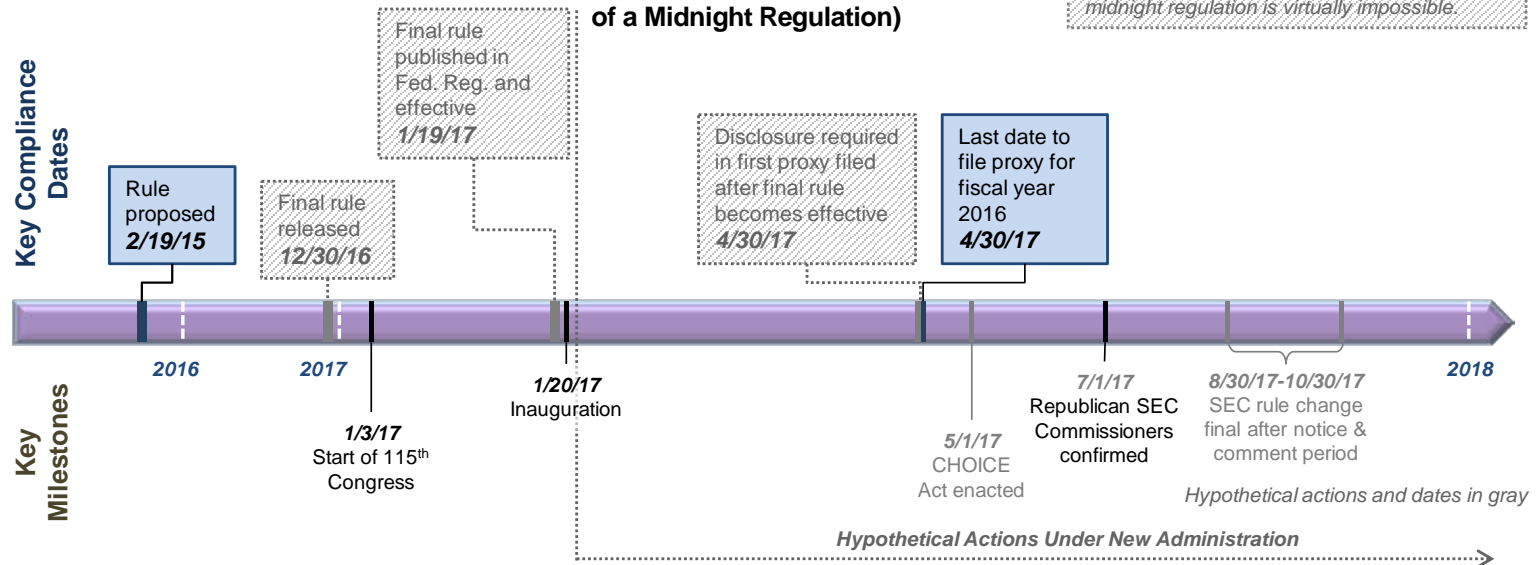 of a Midnight Regulation)
midnight regulation is virtually impossible.
Key Compliance
Dates
Rule
proposed
2/19/15
Final rule
released
12/30/16
Final rule
published in
Fed. Reg. and
effective
1/19/17
Disclosure required
in first proxy filed
after final rule
becomes effective
4/30/17
Last date to
file proxy for
fiscal year
2016
4/30/17
2016
2017
2018
Key
Milestones
1/3/17
Start of 115th
Congress
1/20/17
Inauguration
5/1/17
CHOICE
Act enacted
7/1/17
Republican SEC
Commissioners
confirmed
8/30/17-10/30/17
SEC rule change
final after notice &
comment period
Hypothetical actions and dates in gray
Hypothetical Actions Under New Administration